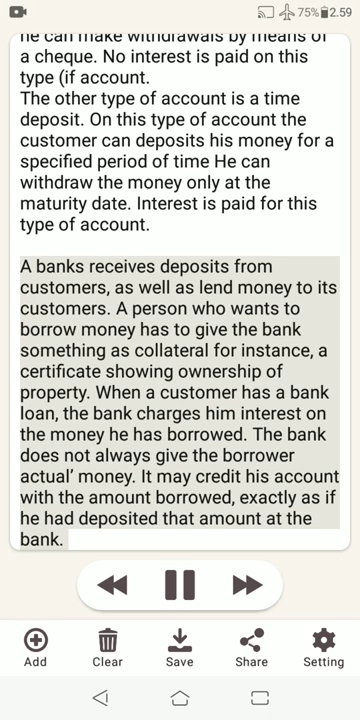 75% 2.59
he can make withdrawals by means of
a cheque. No interest is paid on this
type (if account.
The other type of account is a time
deposit. On this type of account the
customer can deposits his money for a
specified period of time He can
withdraw the money only at the
maturity date. Interest is paid for this
type of account.
A banks receives deposits from
customers, as well as lend money to its
customers. A person who wants to
borrow money has to give the bank
something as collateral for instance, a
certificate showing ownership of
property. When a customer has a bank
loan, the bank charges him interest on
the money he has borrowed. The bank
does not always give the borrower
actual’ money. It may credit his account
with the amount borrowed, exactly as if
he had deposited that amount at the
bank.
Add Clear Save Share Setting